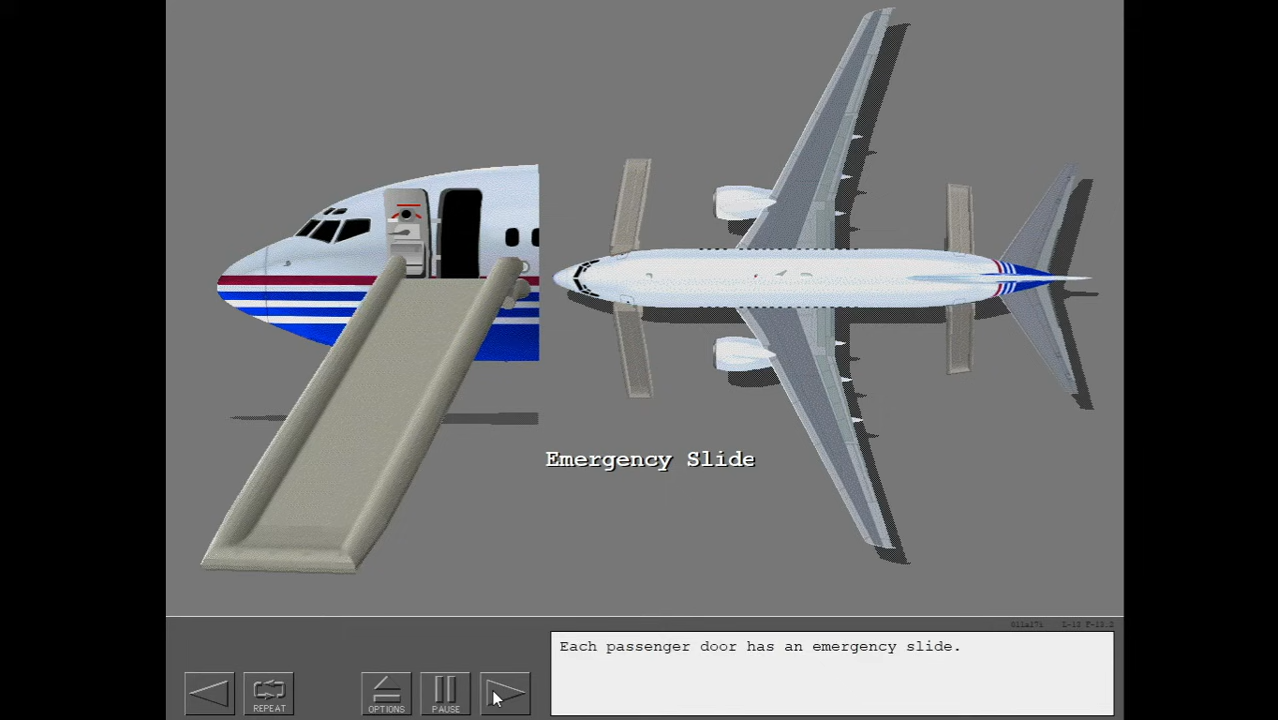 Emergency Slide
Each passenger door has an emergency slide.
REPEAT
OPTIONS
PAUSE